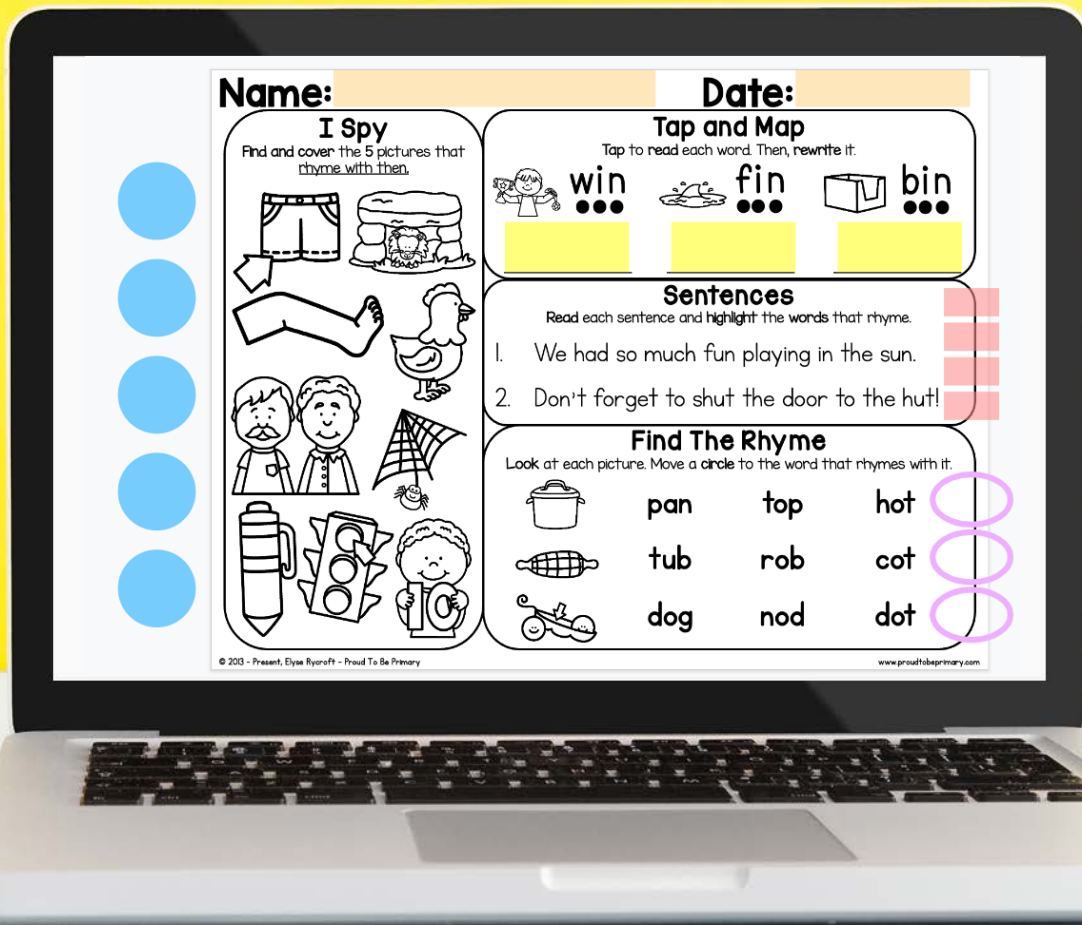 Name:
Date:
I Spy
Find and cover the 5 pictures that
rhyme with then.
10
Tap and Map
Tap to read each word. Then, rewrite it.
win fin bin
Sentences
Read each sentence and highlight the words that rhyme.
1. We had so much fun playing in the sun.
2. Don't forget to shut the door to the hut!
Find The Rhyme
Look at each picture. Move a circle to the word that rhymes with it.
pan top hot
tub rob cot
dog nod dot
© 2013 - Present, Elyse Rycroft - Proud To Be Primary
www.proudtobeprimary.com